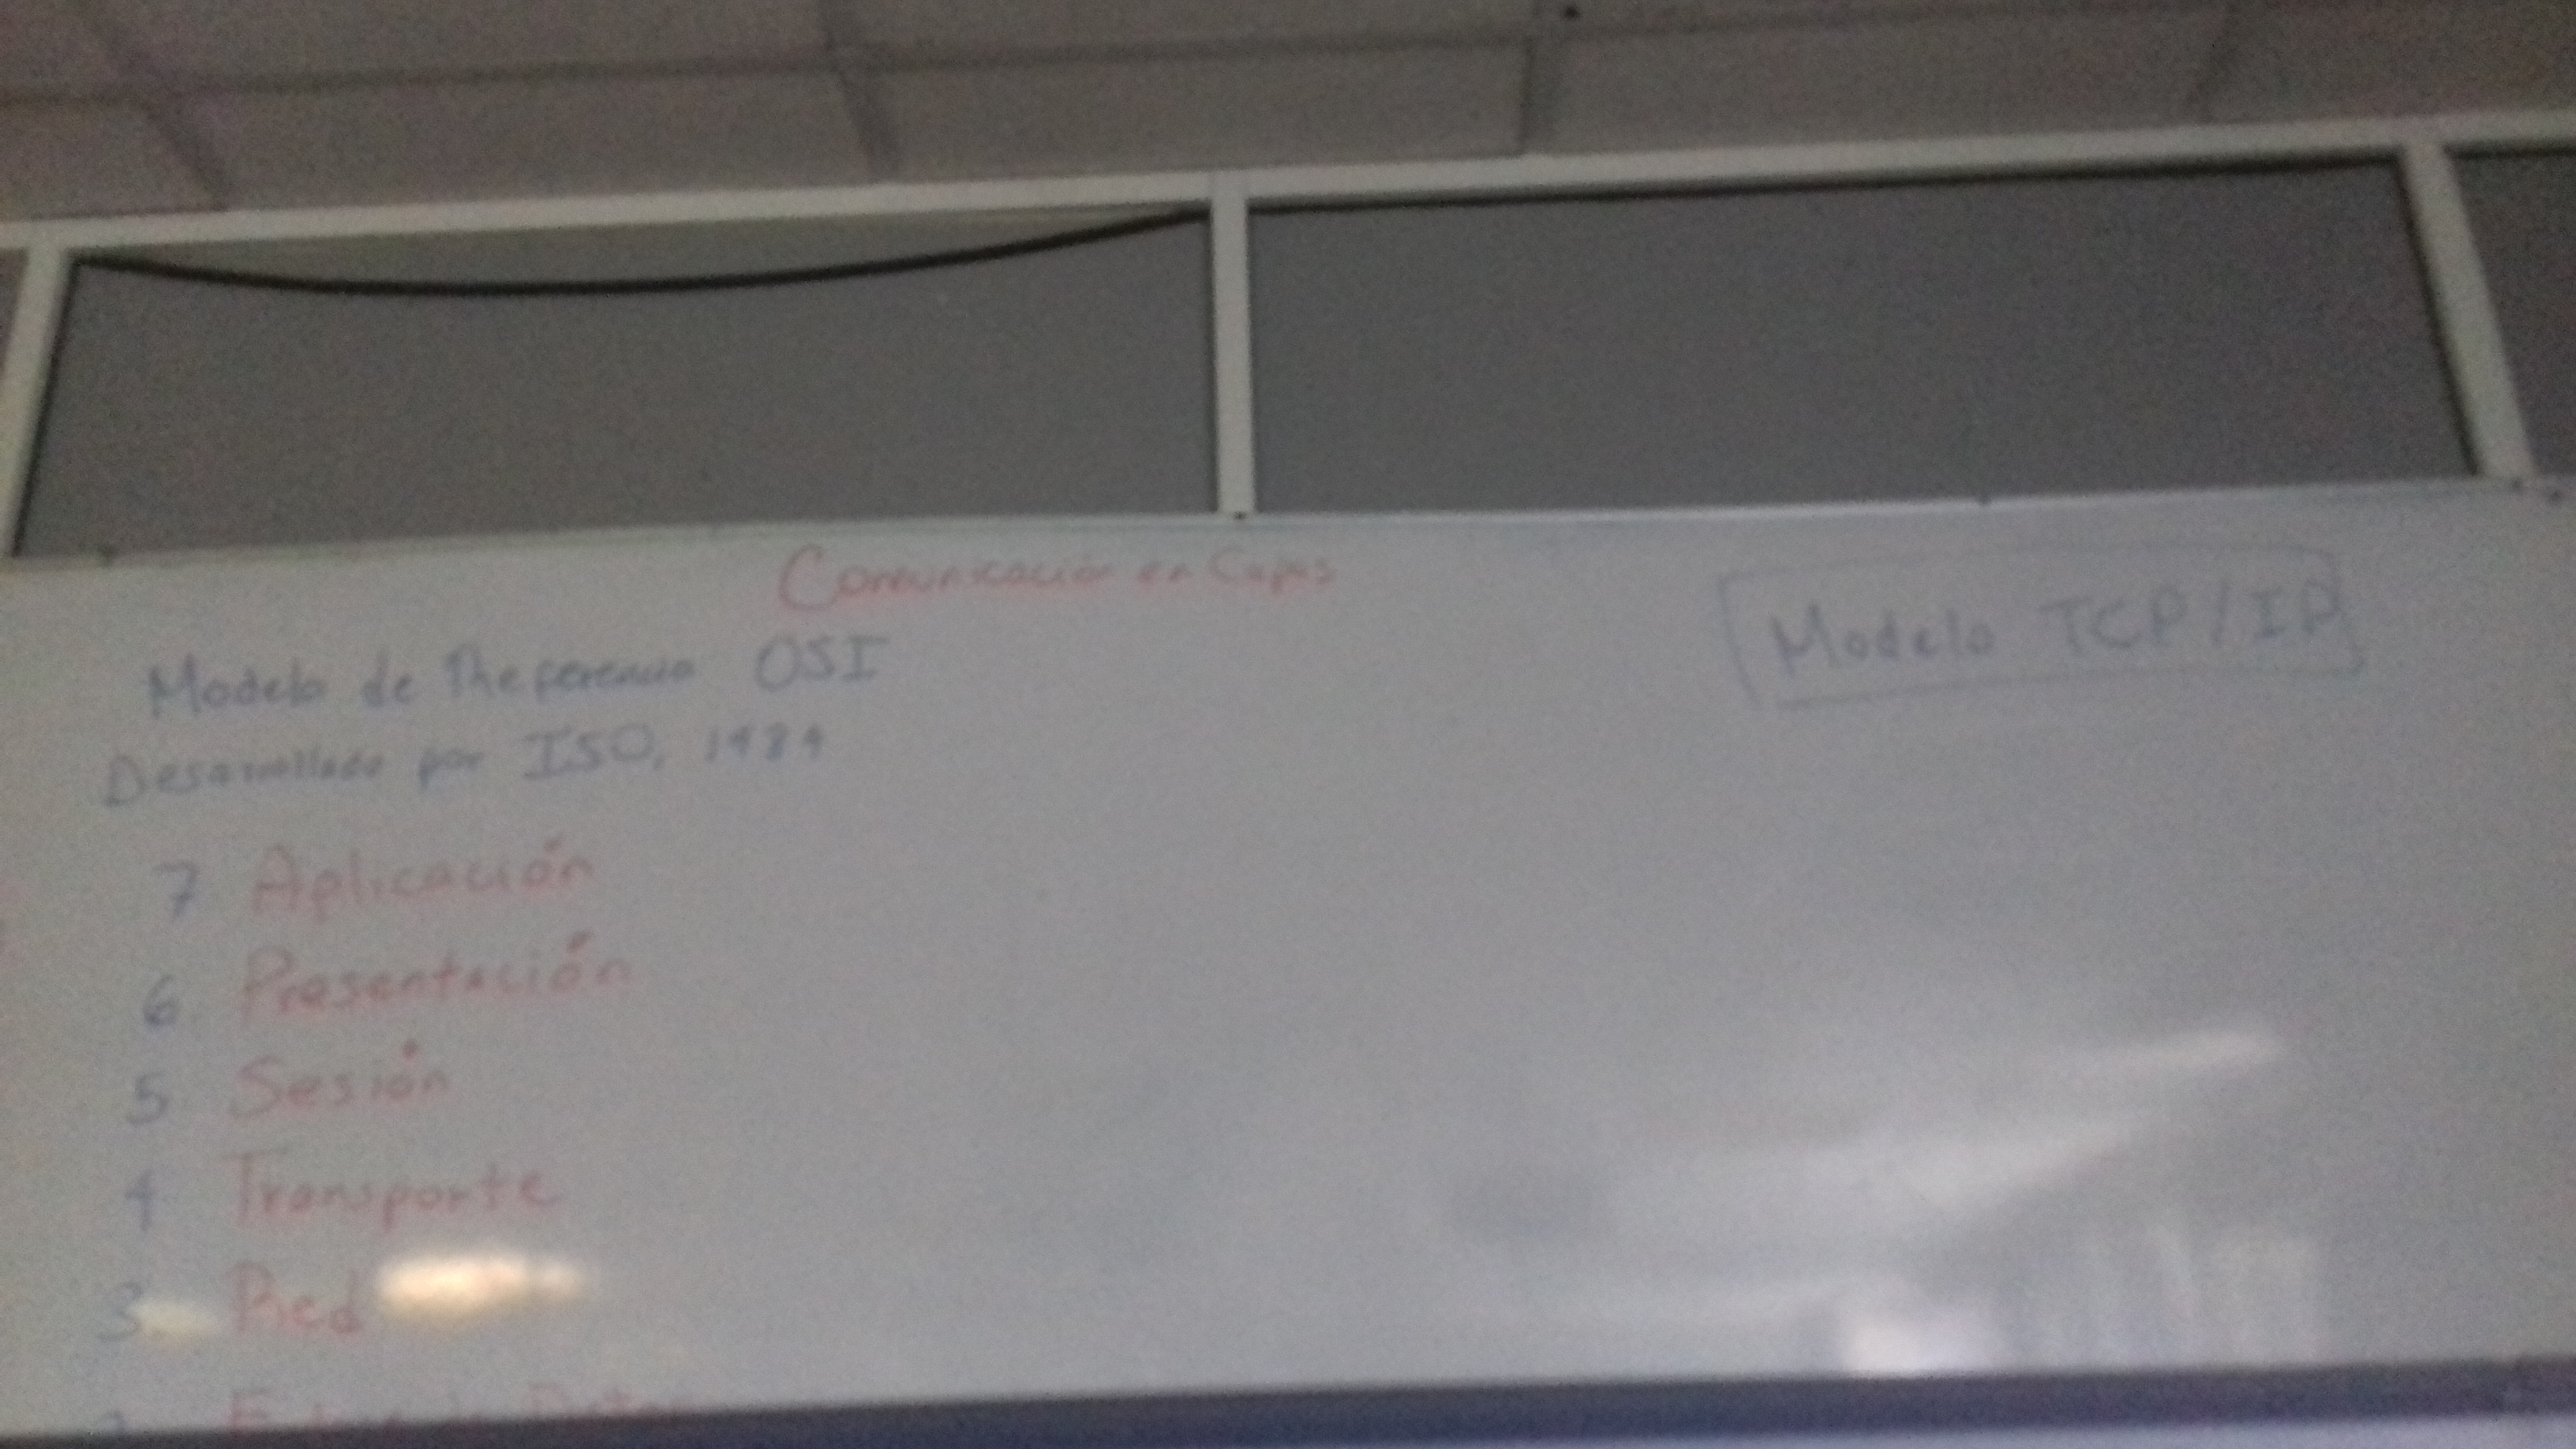 Comunicación en Capas
Modelo de Referencia OSI
Modelo TCP/IP
Desarrollado por ISO, 1984
7 Aplicación
6 Presentación
5 Sesión
4 Transporte
3 Red